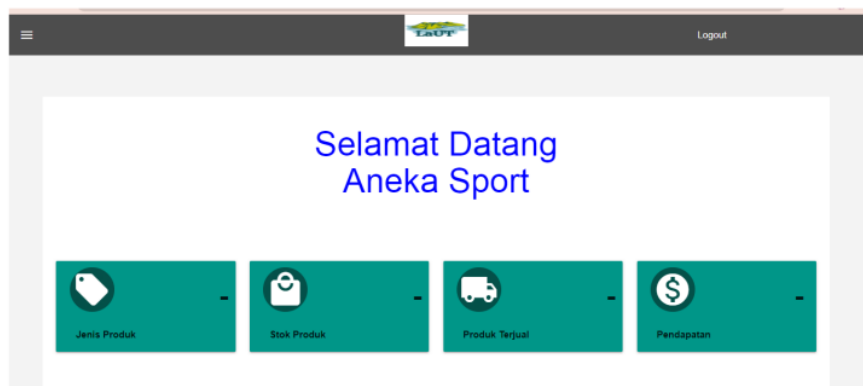 LaUT
Logout
Selamat Datang
Aneka Sport
-
-
-
-
Jenis Produk
Stok Produk
Produk Terjual
Pendapatan